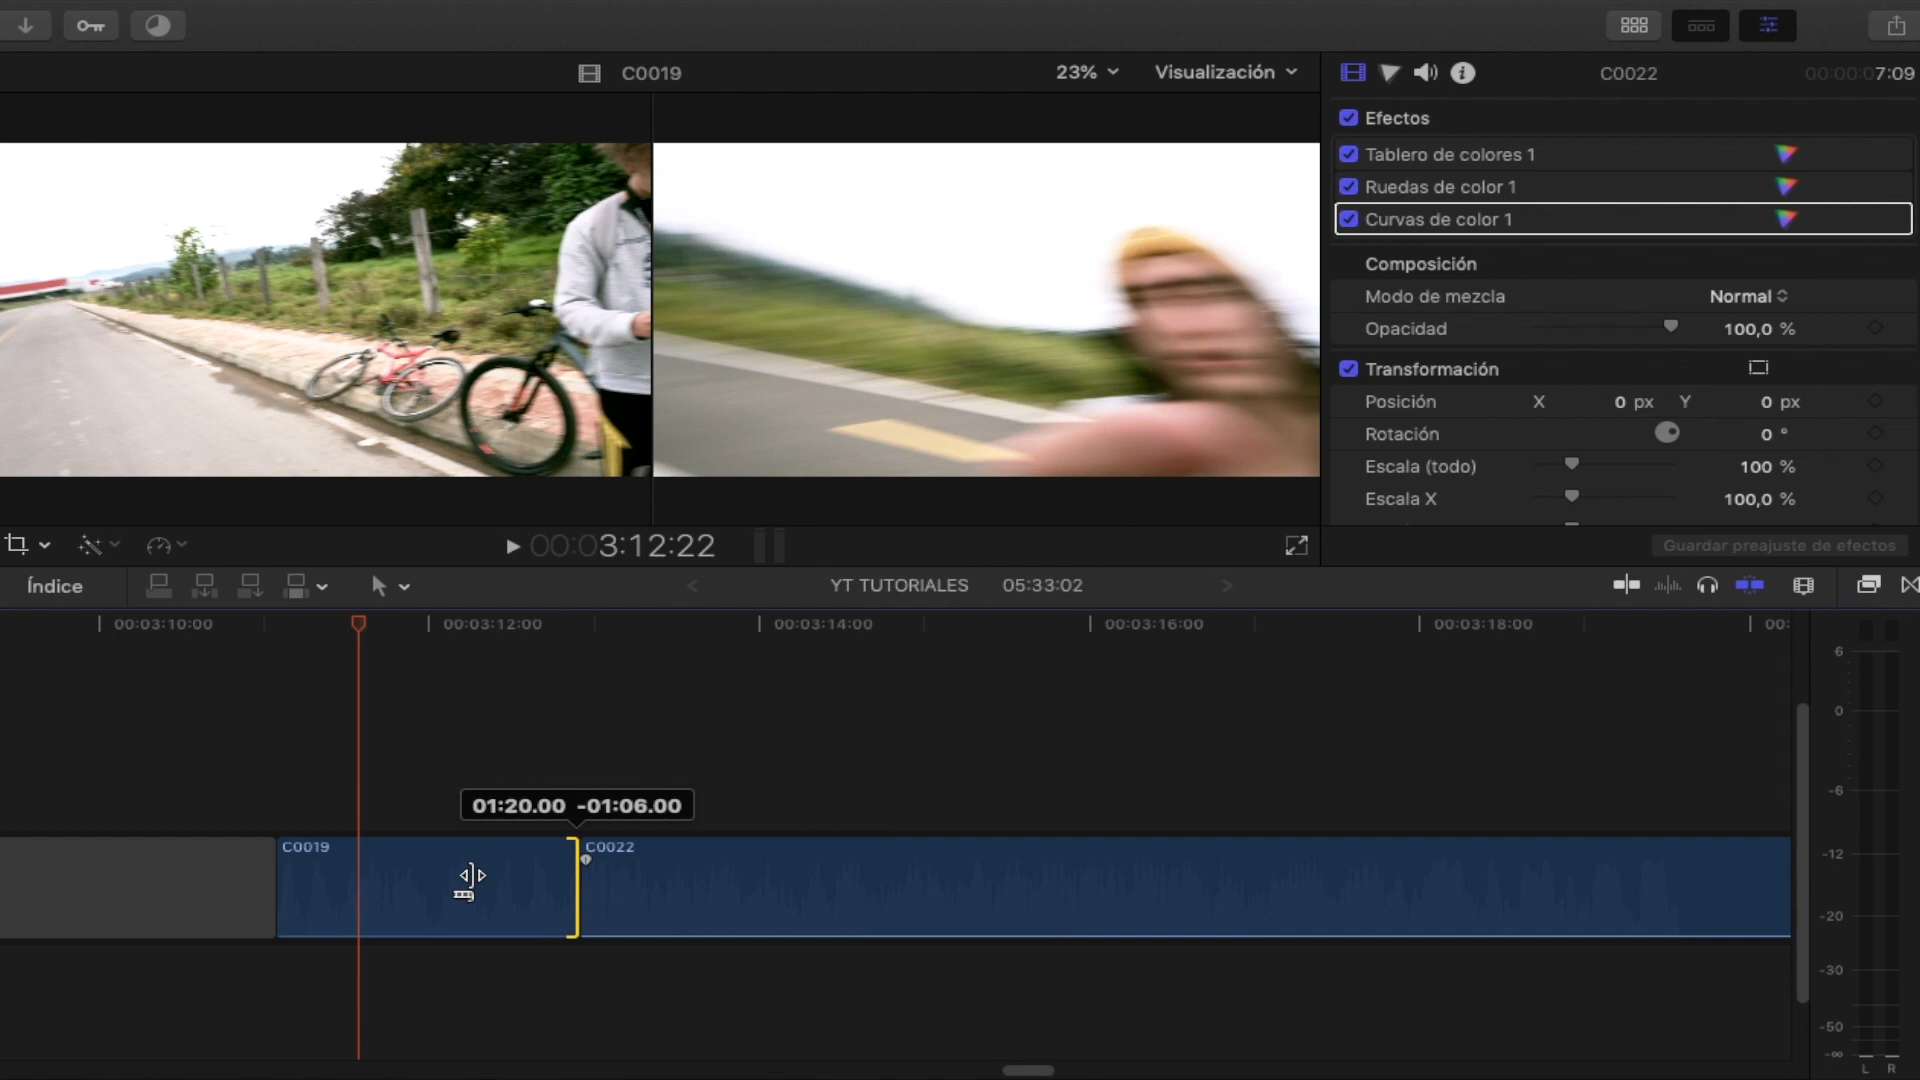 C0019
23%
Visualización
C0022
00:00:07:09
Efectos
Tablero de colores 1
Ruedas de color 1
Curvas de color 1
Composición
Modo de mezcla
Normal
Opacidad
100,0 %
Transformación
Posición
X
0 px
Y
0 px
Rotación
0 °
Escala (todo)
100 %
Escala X
100,0 %
00:03:12:22
Guardar preajuste de efectos
Índice
YT TUTORIALES
05:33:02
00:03:10:00
00:03:12:00
00:03:14:00
00:03:16:00
00:03:18:00
00:
01:20.00 -01:06.00
C0019
C0022
6
0
-6
-12
-20
-30
-50
-∞
L R